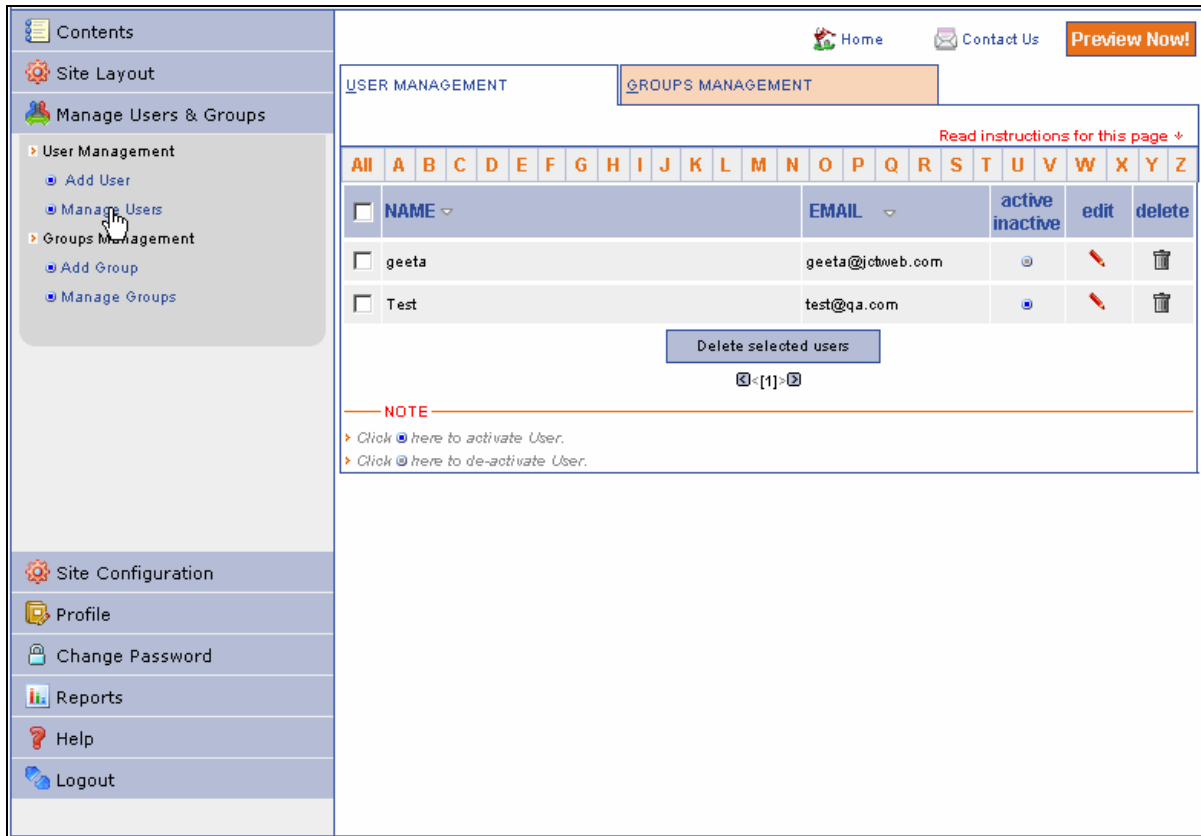 Contents
Site Layout
Manage Users & Groups
User Management
Add User
Manage Users
Groups Management
Add Group
Manage Groups
Site Configuration
Profile
Change Password
Reports
Help
Logout
Home Contact Us Preview Now!
USER MANAGEMENT GROUPS MANAGEMENT
Read instructions for this page
All A B C D E F G H I J K L M N O P Q R S T U V W X Y Z
NAME EMAIL active inactive edit delete
geeta geeta@jctweb.com
Test test@qa.com
Delete selected users
<[1]>
NOTE
Click here to activate User.
Click here to de-activate User.